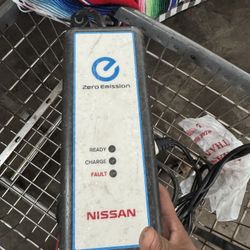 Zero Emission
READY
CHARGE
FAULT
NISSAN